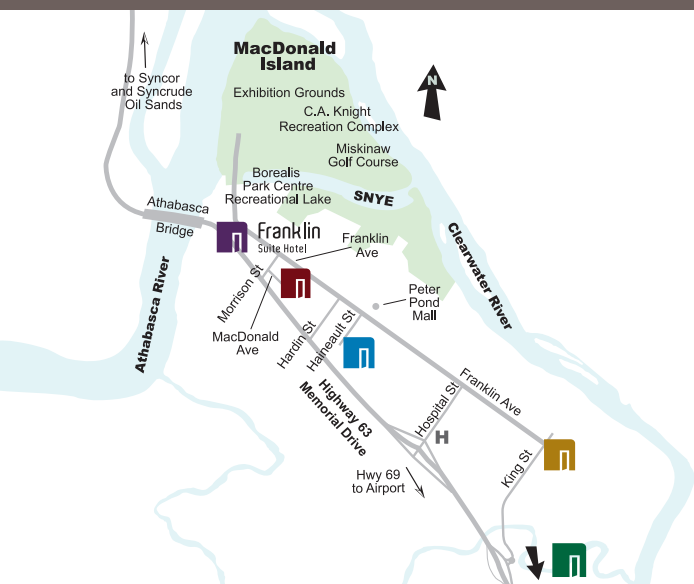 MacDonald
Island
to Syncor
and Syncrude
Oil Sands
N
Exhibition Grounds
C.A. Knight
Recreation Complex
Miskinaw
Golf Course
Borealis
Park Centre
Recreational Lake
SNYE
Athabasca
Bridge
Franklin
Suite Hotel
Franklin
Ave
Clearwater River
Athabasca River
Morrison St
MacDonald
Ave
Peter
Pond
Mall
Hardin St
Haineault St
Highway 63
Memorial Drive
Franklin Ave
Hospital St
H
King St
Hwy 69
to Airport